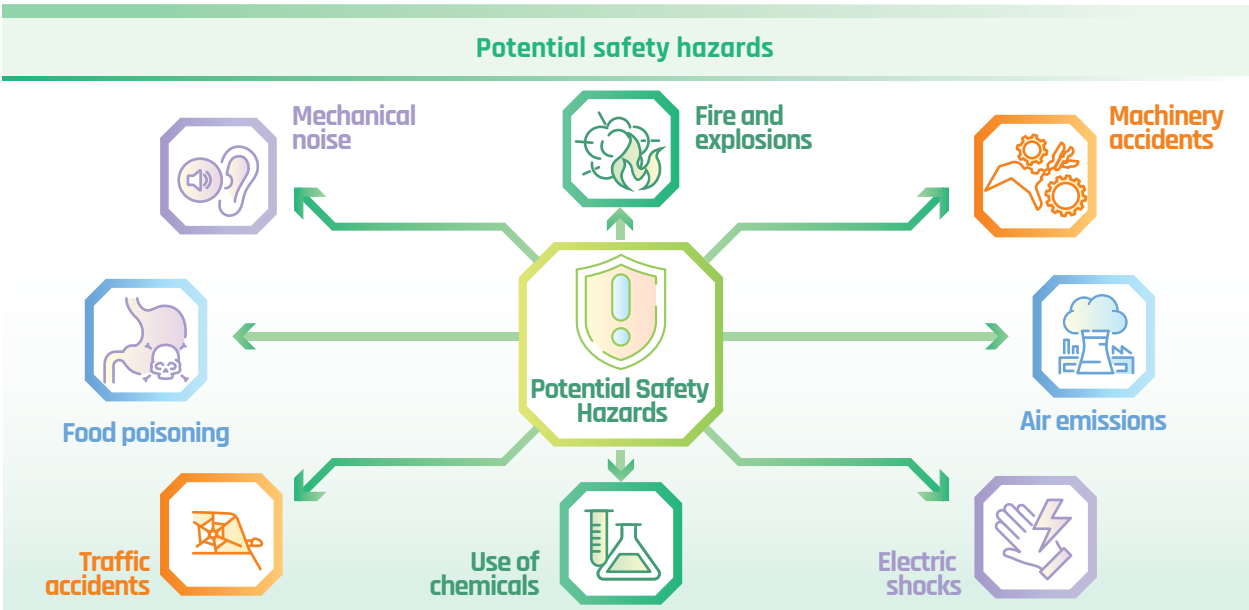 Potential safety hazards
Mechanical
noise
Fire and
explosions
Machinery
accidents
Potential Safety
Hazards
Food poisoning
Air emissions
Traffic
accidents
Use of
chemicals
Electric
shocks